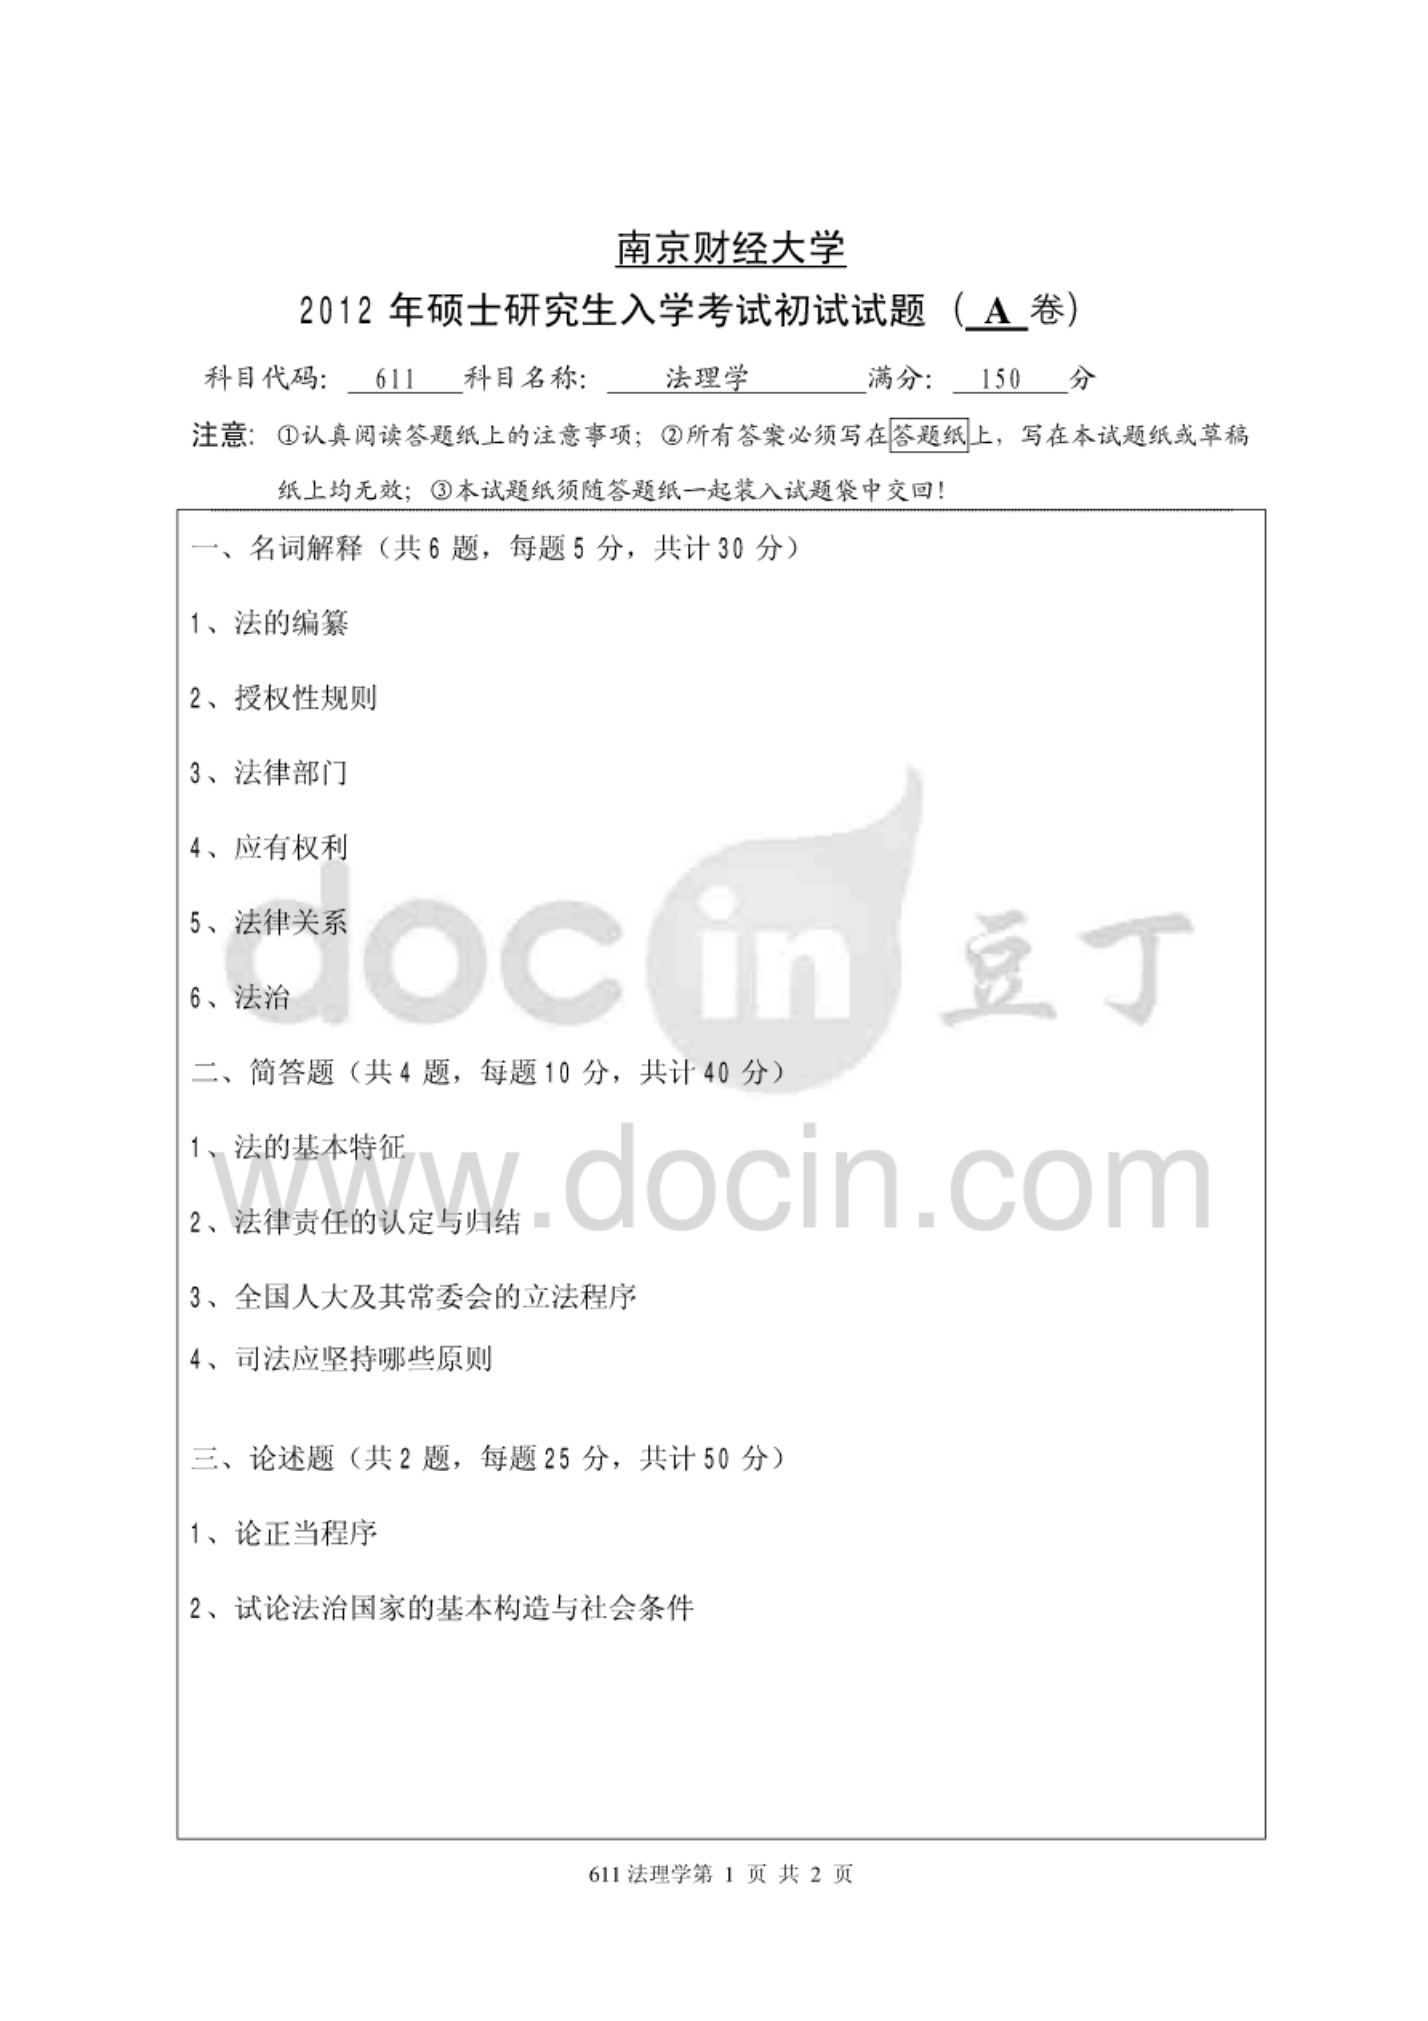 南京财经大学
2012 年硕士研究生入学考试初试试题（ A 卷）
科目代码： 611 科目名称： 法理学 满分： 150 分
注意：①认真阅读答题纸上的注意事项；②所有答案必须写在答题纸上，写在本试题纸或草稿
纸上均无效；③本试题纸须随答题纸一起装入试题袋中交回！
一、名词解释（共 6 题，每题 5 分，共计 30 分）
1、法的编纂
2、授权性规则
3、法律部门
4、应有权利
5、法律关系
6、法治
docin 豆丁
二、简答题（共 4 题，每题 10 分，共计 40 分）
1、法的基本特征
www.docin.com
2、法律责任的认定与归结
3、全国人大及其常委会的立法程序
4、司法应坚持哪些原则
三、论述题（共 2 题，每题 25 分，共计 50 分）
1、论正当程序
2、试论法治国家的基本构造与社会条件
611 法理学第 1 页 共 2 页